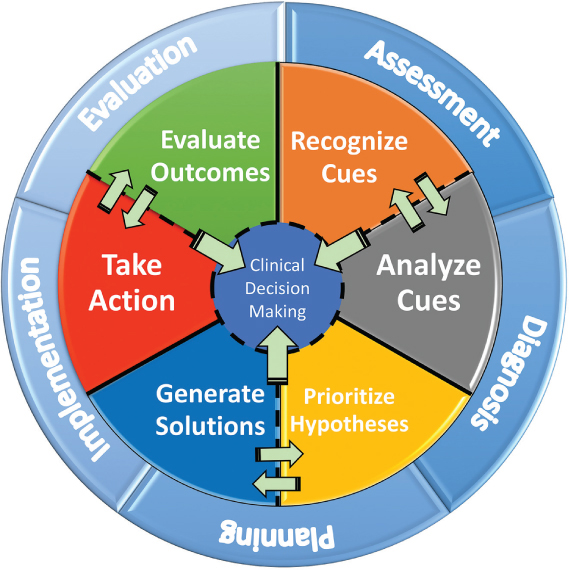 Evaluation
Assessment
Diagnosis
Planning
Implementation
Evaluate
Outcomes
Recognize
Cues
Analyze
Cues
Prioritize
Hypotheses
Generate
Solutions
Take
Action
Clinical
Decision
Making